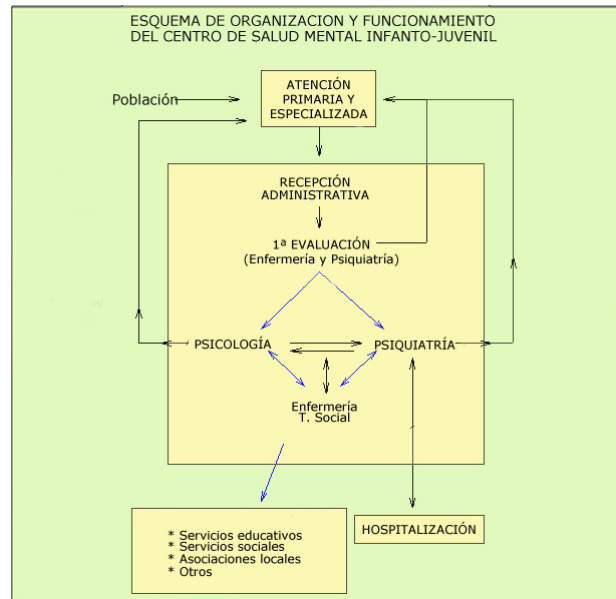 ESQUEMA DE ORGANIZACION Y FUNCIONAMIENTO
DEL CENTRO DE SALUD MENTAL INFANTO-JUVENIL
ATENCIÓN
PRIMARIA Y
ESPECIALIZADA
Población
RECEPCIÓN
ADMINISTRATIVA
1ª EVALUACIÓN
(Enfermería y Psiquiatría)
PSICOLOGÍA
PSIQUIATRÍA
Enfermería
T. Social
HOSPITALIZACIÓN
* Servicios educativos
* Servicios sociales
* Asociaciones locales
* Otros